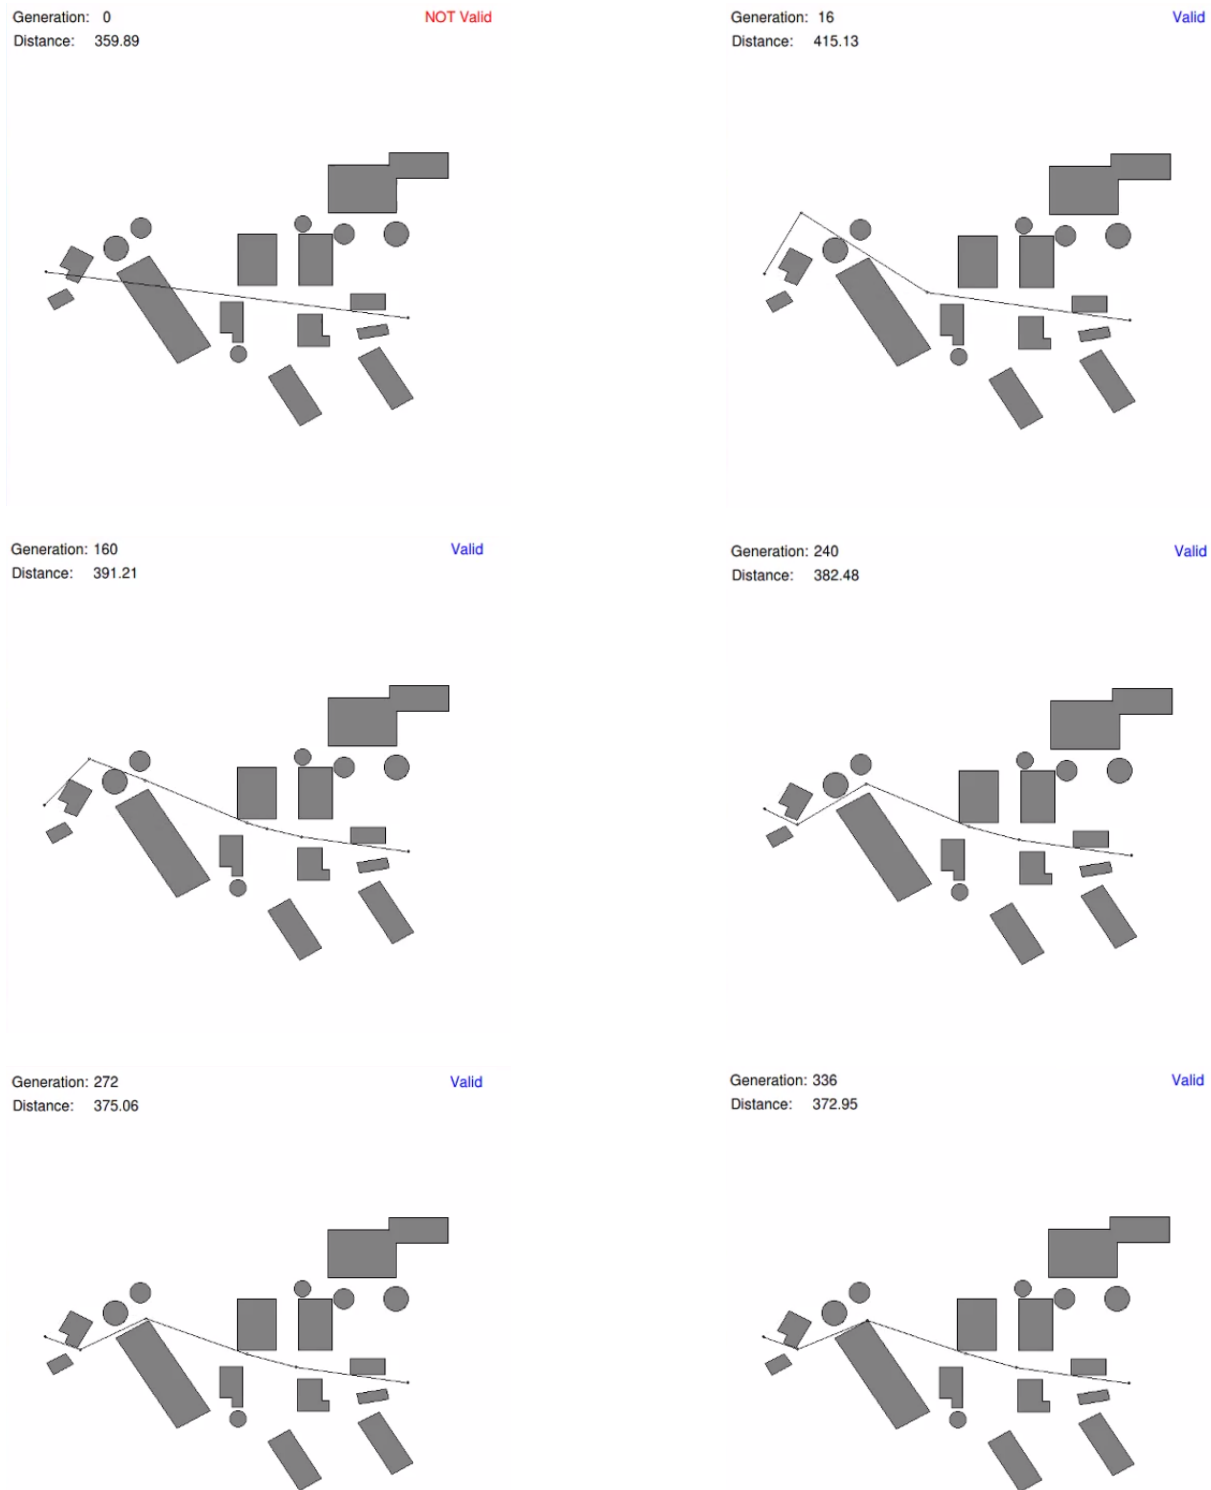 Generation: 0 NOT Valid
Distance: 359.89
Generation: 16 Valid
Distance: 415.13
Generation: 160 Valid
Distance: 391.21
Generation: 240 Valid
Distance: 382.48
Generation: 272 Valid
Distance: 375.06
Generation: 336 Valid
Distance: 372.95